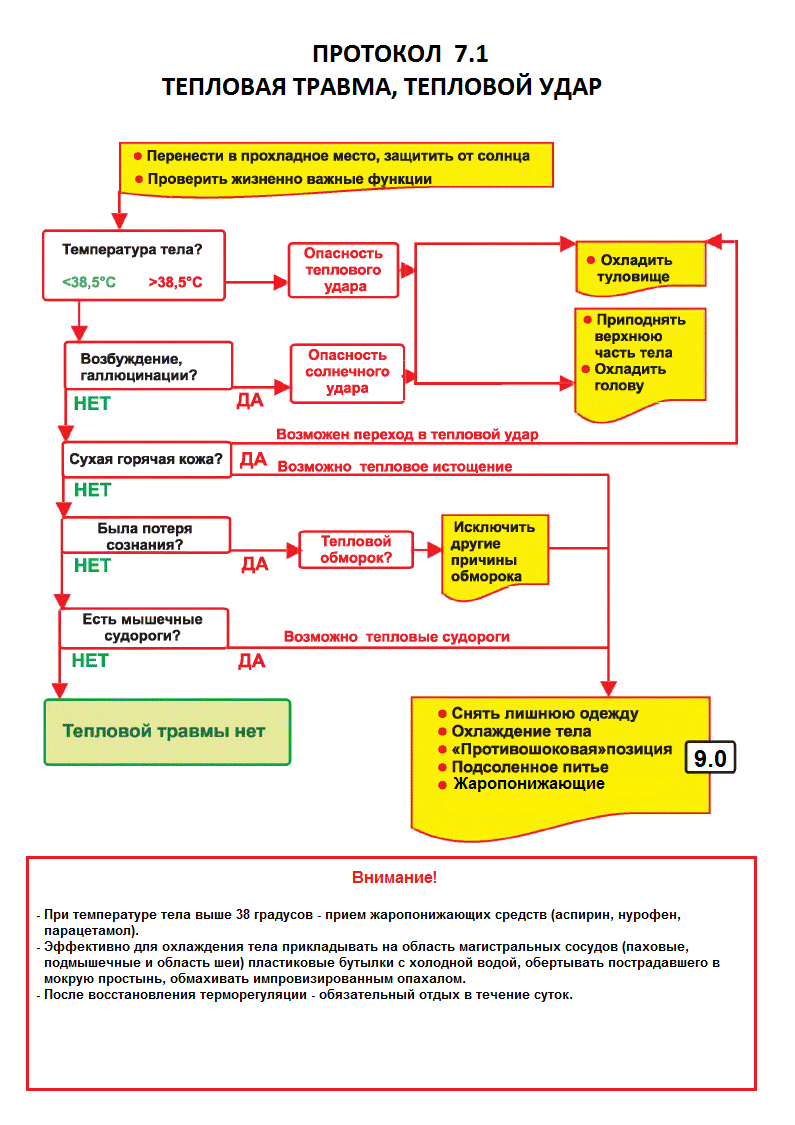 ПРОТОКОЛ 7.1
ТЕПЛОВАЯ ТРАВМА, ТЕПЛОВОЙ УДАР
● Перенести в прохладное место, защитить от солнца
● Проверить жизненно важные функции
Температура тела?
<38,5°C >38,5°C
Опасность
теплового
удара
● Охладить
туловище
● Приподнять
верхнюю
часть тела
● Охладить
голову
Возбуждение,
галлюцинации?
НЕТ
ДА
Опасность
солнечного
удара
Возможен переход в тепловой удар
Сухая горячая кожа?
ДА
Возможно тепловое истощение
НЕТ
Была потеря
сознания?
НЕТ
ДА
Тепловой
обморок?
Исключить
другие
причины
обморока
Есть мышечные
судороги?
Возможно тепловые судороги
НЕТ
ДА
Тепловой травмы нет
● Снять лишнюю одежду
● Охлаждение тела
● «Противошоковая»позиция
● Подсоленное питье
● Жаропонижающие
9.0
Внимание!
- При температуре тела выше 38 градусов - прием жаропонижающих средств (аспирин, нурофен,
парацетамол).
- Эффективно для охлаждения тела прикладывать на область магистральных сосудов (паховые,
подмышечные и область шеи) пластиковые бутылки с холодной водой, обертывать пострадавшего в
мокрую простынь, обмахивать импровизированным опахалом.
- После восстановления терморегуляции - обязательный отдых в течение суток.